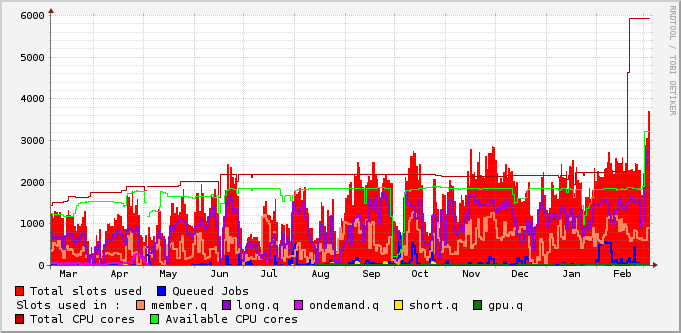 RRDTOOL / TOBI OETIKER
6000
5000
4000
3000
2000
1000
0
Mar Apr May Jun Jul Aug Sep Oct Nov Dec Jan Feb
Total slots used Queued Jobs
Slots used in : member.q long.q ondemand.q short.q gpu.q
Total CPU cores Available CPU cores